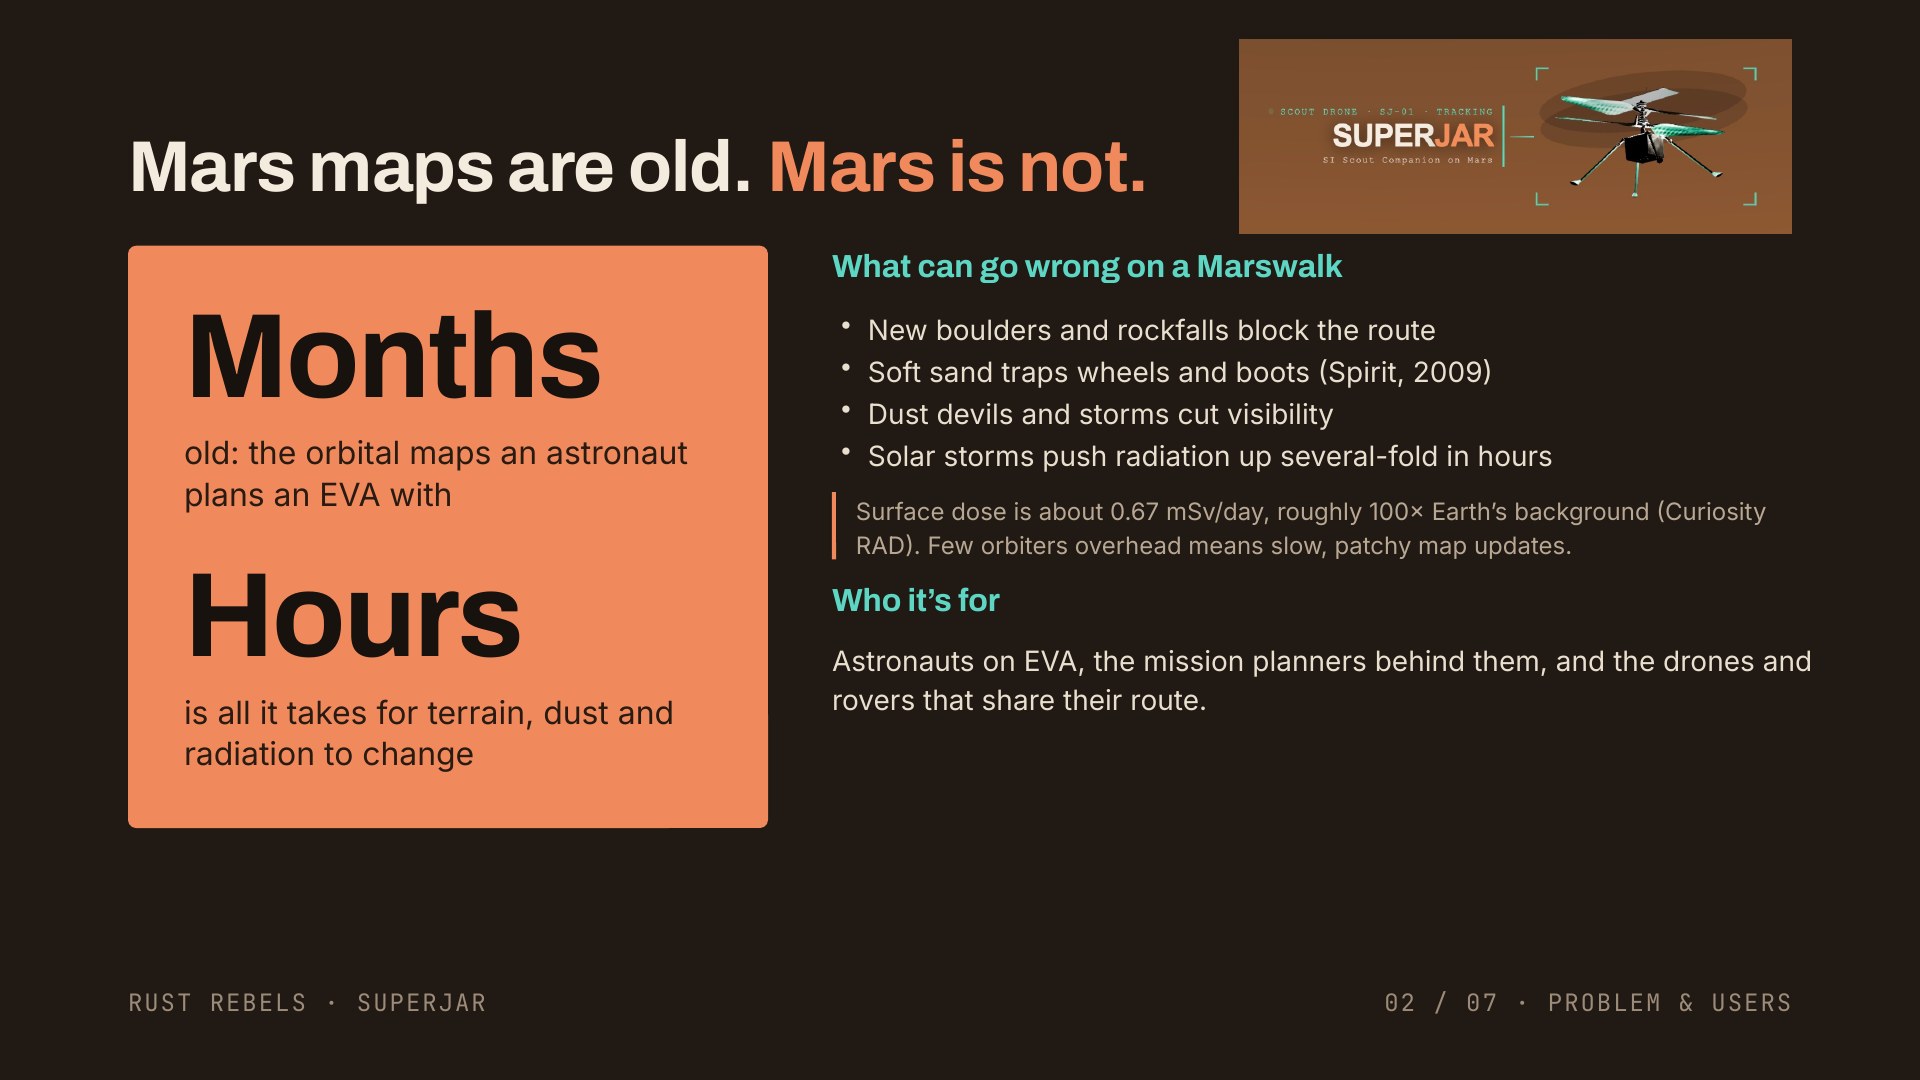 SCOUT DRONE · SJ-01 · TRACKING
SUPERJAR
SI Scout Companion on Mars
Mars maps are old. Mars is not.
Months
old: the orbital maps an astronaut
plans an EVA with
Hours
is all it takes for terrain, dust and
radiation to change
What can go wrong on a Marswalk
• New boulders and rockfalls block the route
• Soft sand traps wheels and boots (Spirit, 2009)
• Dust devils and storms cut visibility
• Solar storms push radiation up several-fold in hours
Surface dose is about 0.67 mSv/day, roughly 100× Earth’s background (Curiosity
RAD). Few orbiters overhead means slow, patchy map updates.
Who it’s for
Astronauts on EVA, the mission planners behind them, and the drones and
rovers that share their route.
RUST REBELS · SUPERJAR
02 / 07 · PROBLEM & USERS